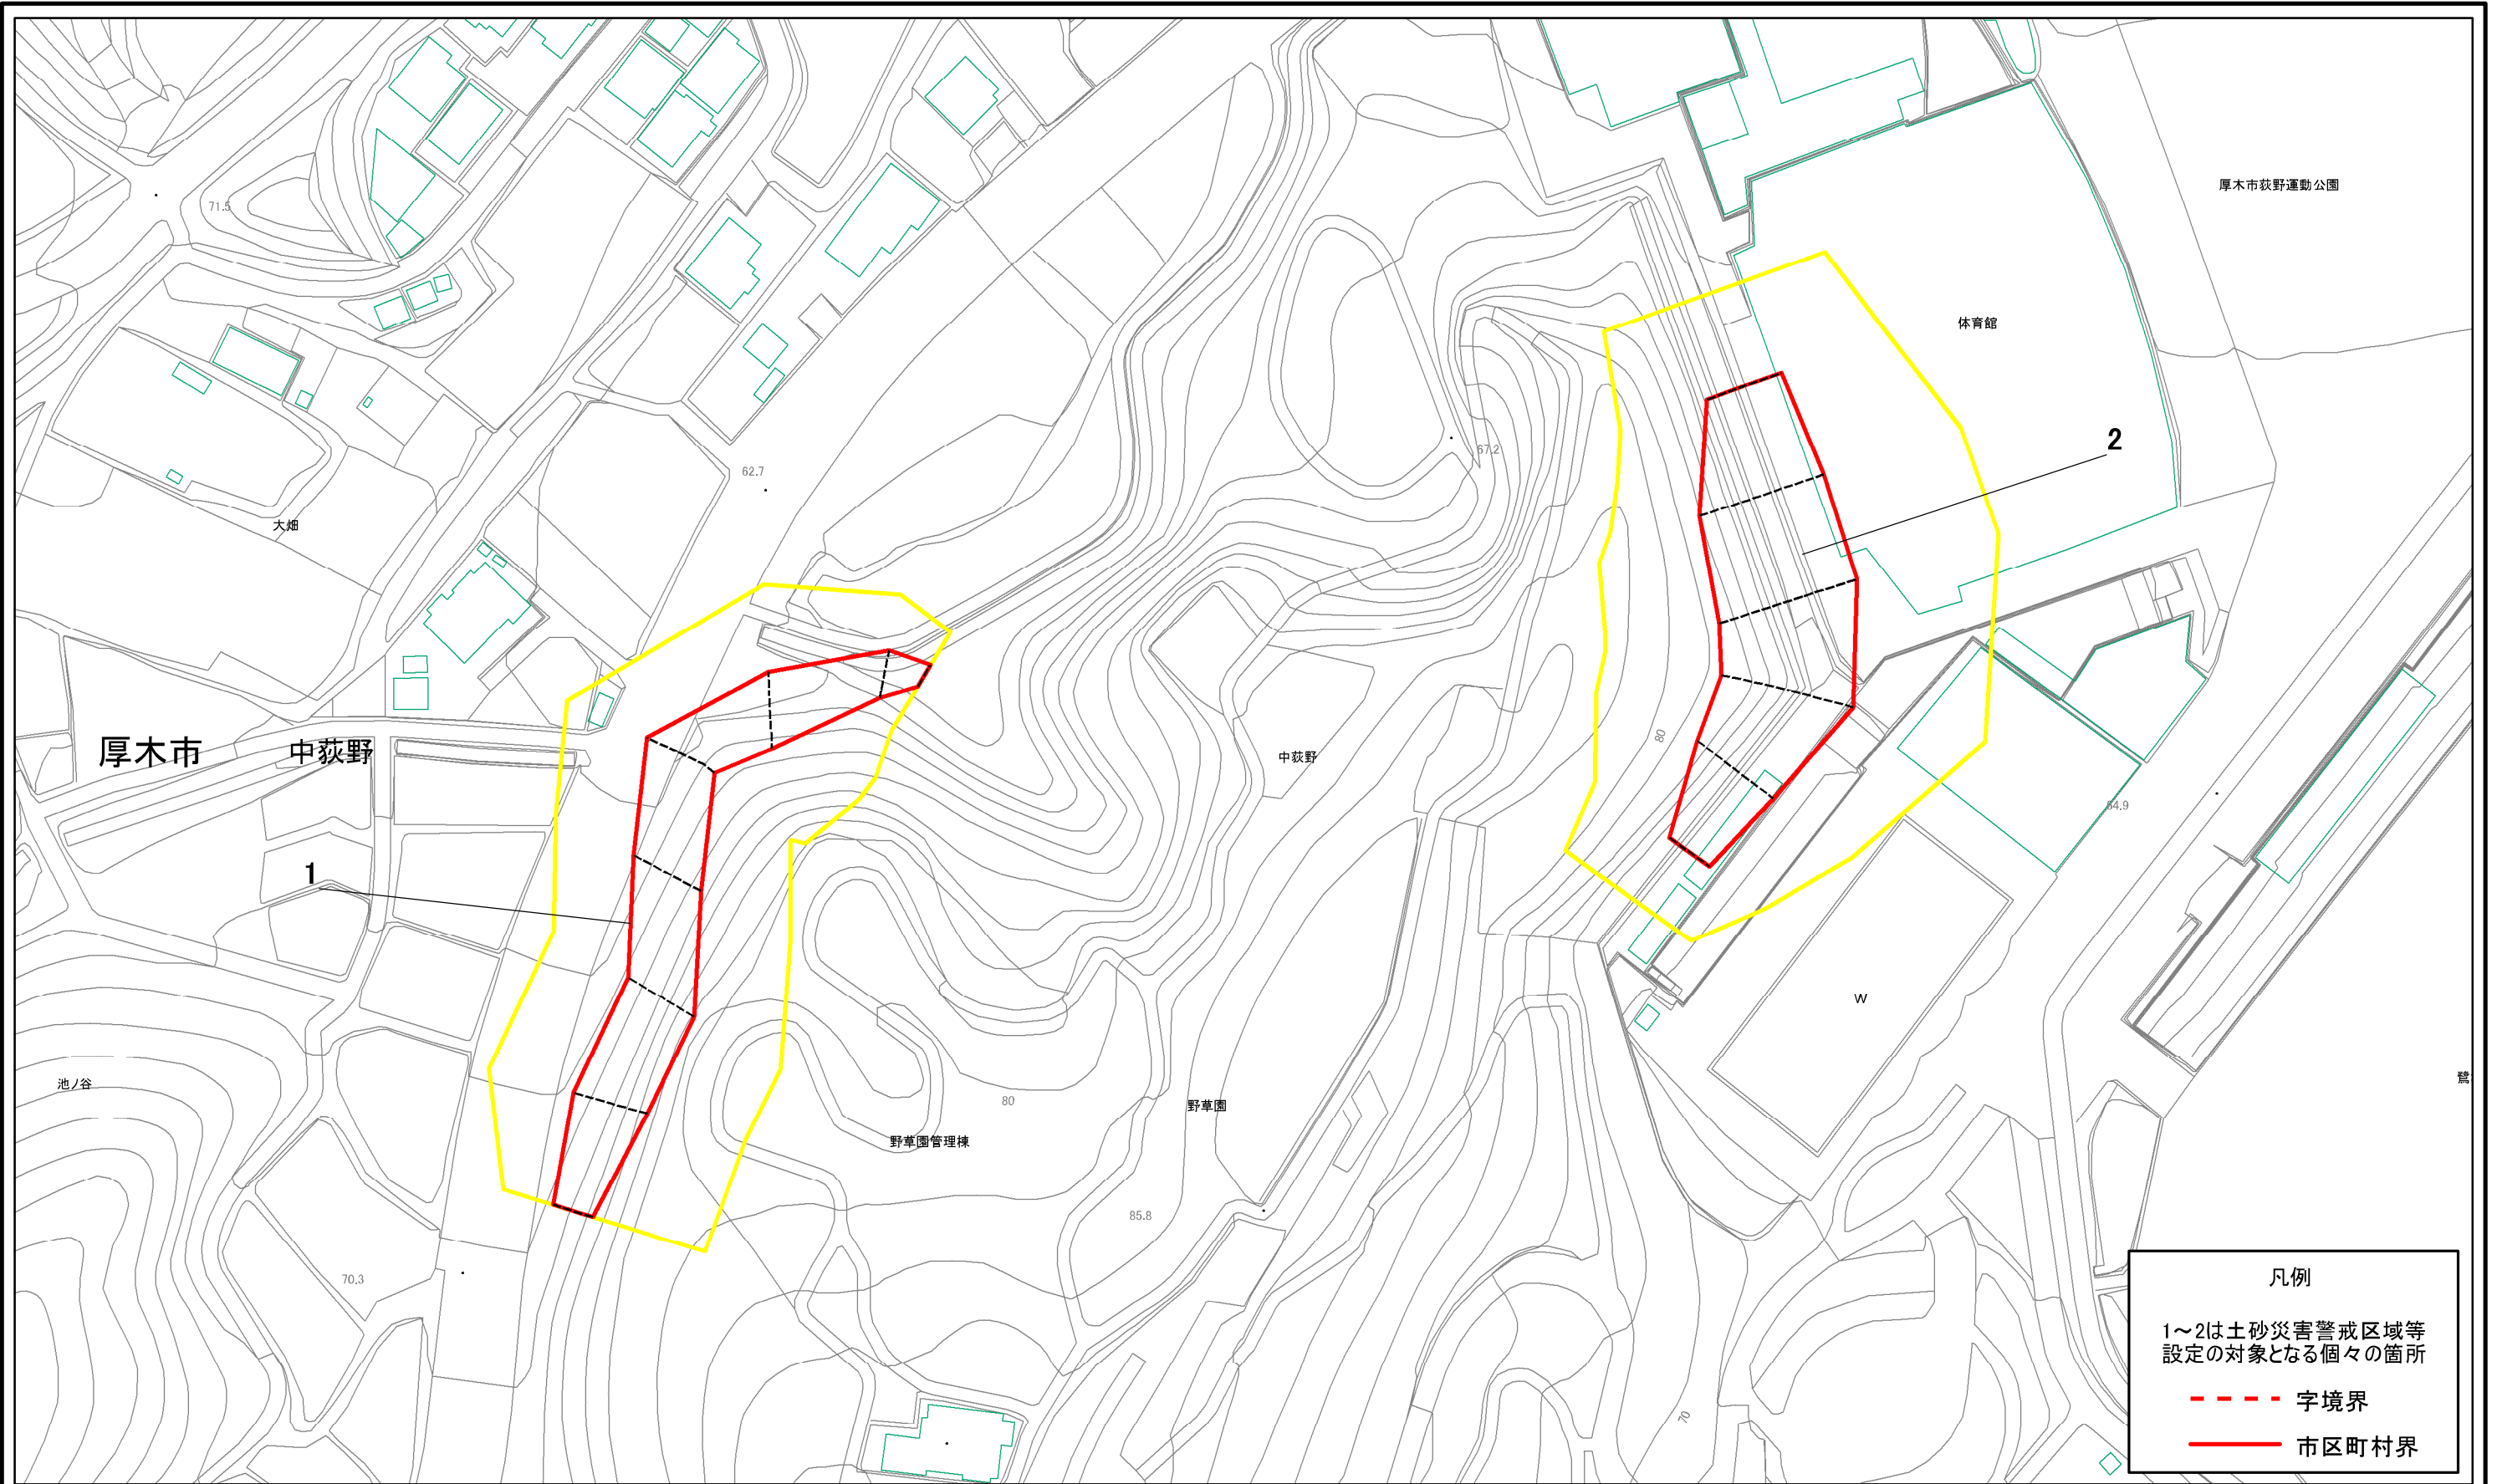 厚木市荻野運動公園
71.5
体育館
2
67.2
62.7
大畑
80
厚木市
中荻野
中荻野
54.9
1
W
池ノ谷
鷺
80
野草園
野草園管理棟
85.8
70.3
70
凡例
1～2は土砂災害警戒区域等
設定の対象となる個々の箇所
字境界
市区町村界